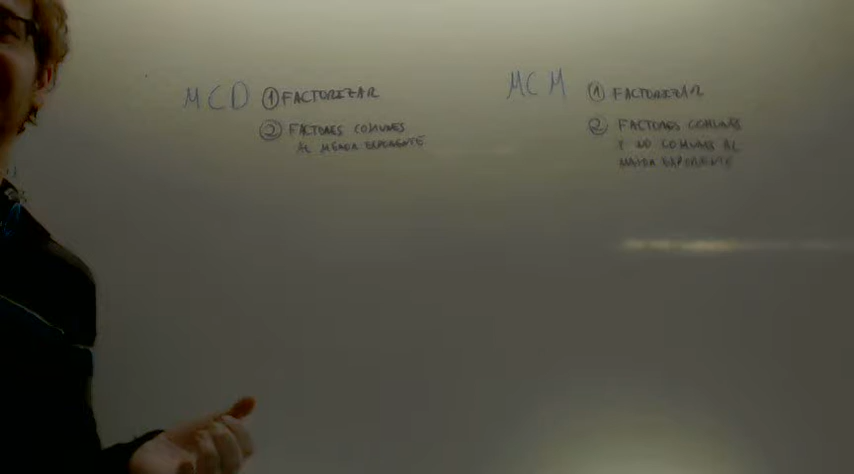 MCD ① FACTORIZAR
② FACTORES COMUNES
AL MENOR EXPONENTE
MCM ① FACTORIZAR
② FACTORES COMUNES
Y NO COMUNES AL
MAYOR EXPONENTE